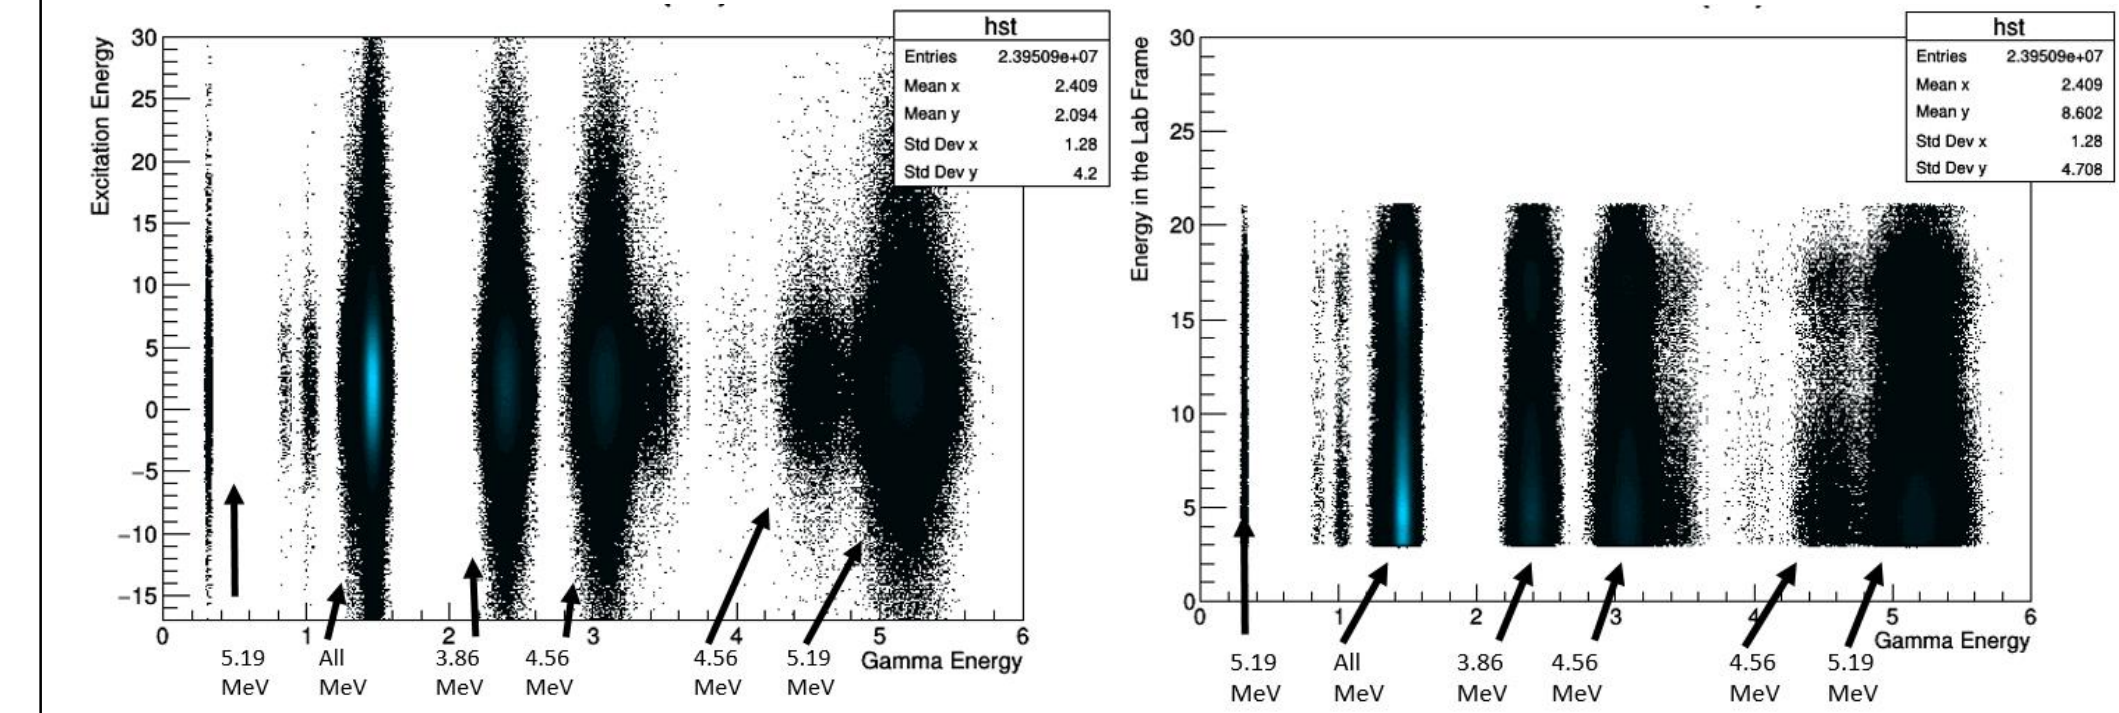 hst
Entries 2.39509e+07
Mean x 2.409
Mean y 2.094
Std Dev x 1.28
Std Dev y 4.2
Excitation Energy
30
25
20
15
10
5
0
−5
−10
−15
0 1 2 3 4 5 6
Gamma Energy
5.19 All 3.86 4.56 4.56 5.19
MeV MeV MeV MeV MeV MeV
hst
Entries 2.39509e+07
Mean x 2.409
Mean y 8.602
Std Dev x 1.28
Std Dev y 4.708
Energy in the Lab Frame
30
25
20
15
10
5
0
0 1 2 3 4 5 6
Gamma Energy
5.19 All 3.86 4.56 4.56 5.19
MeV MeV MeV MeV MeV MeV